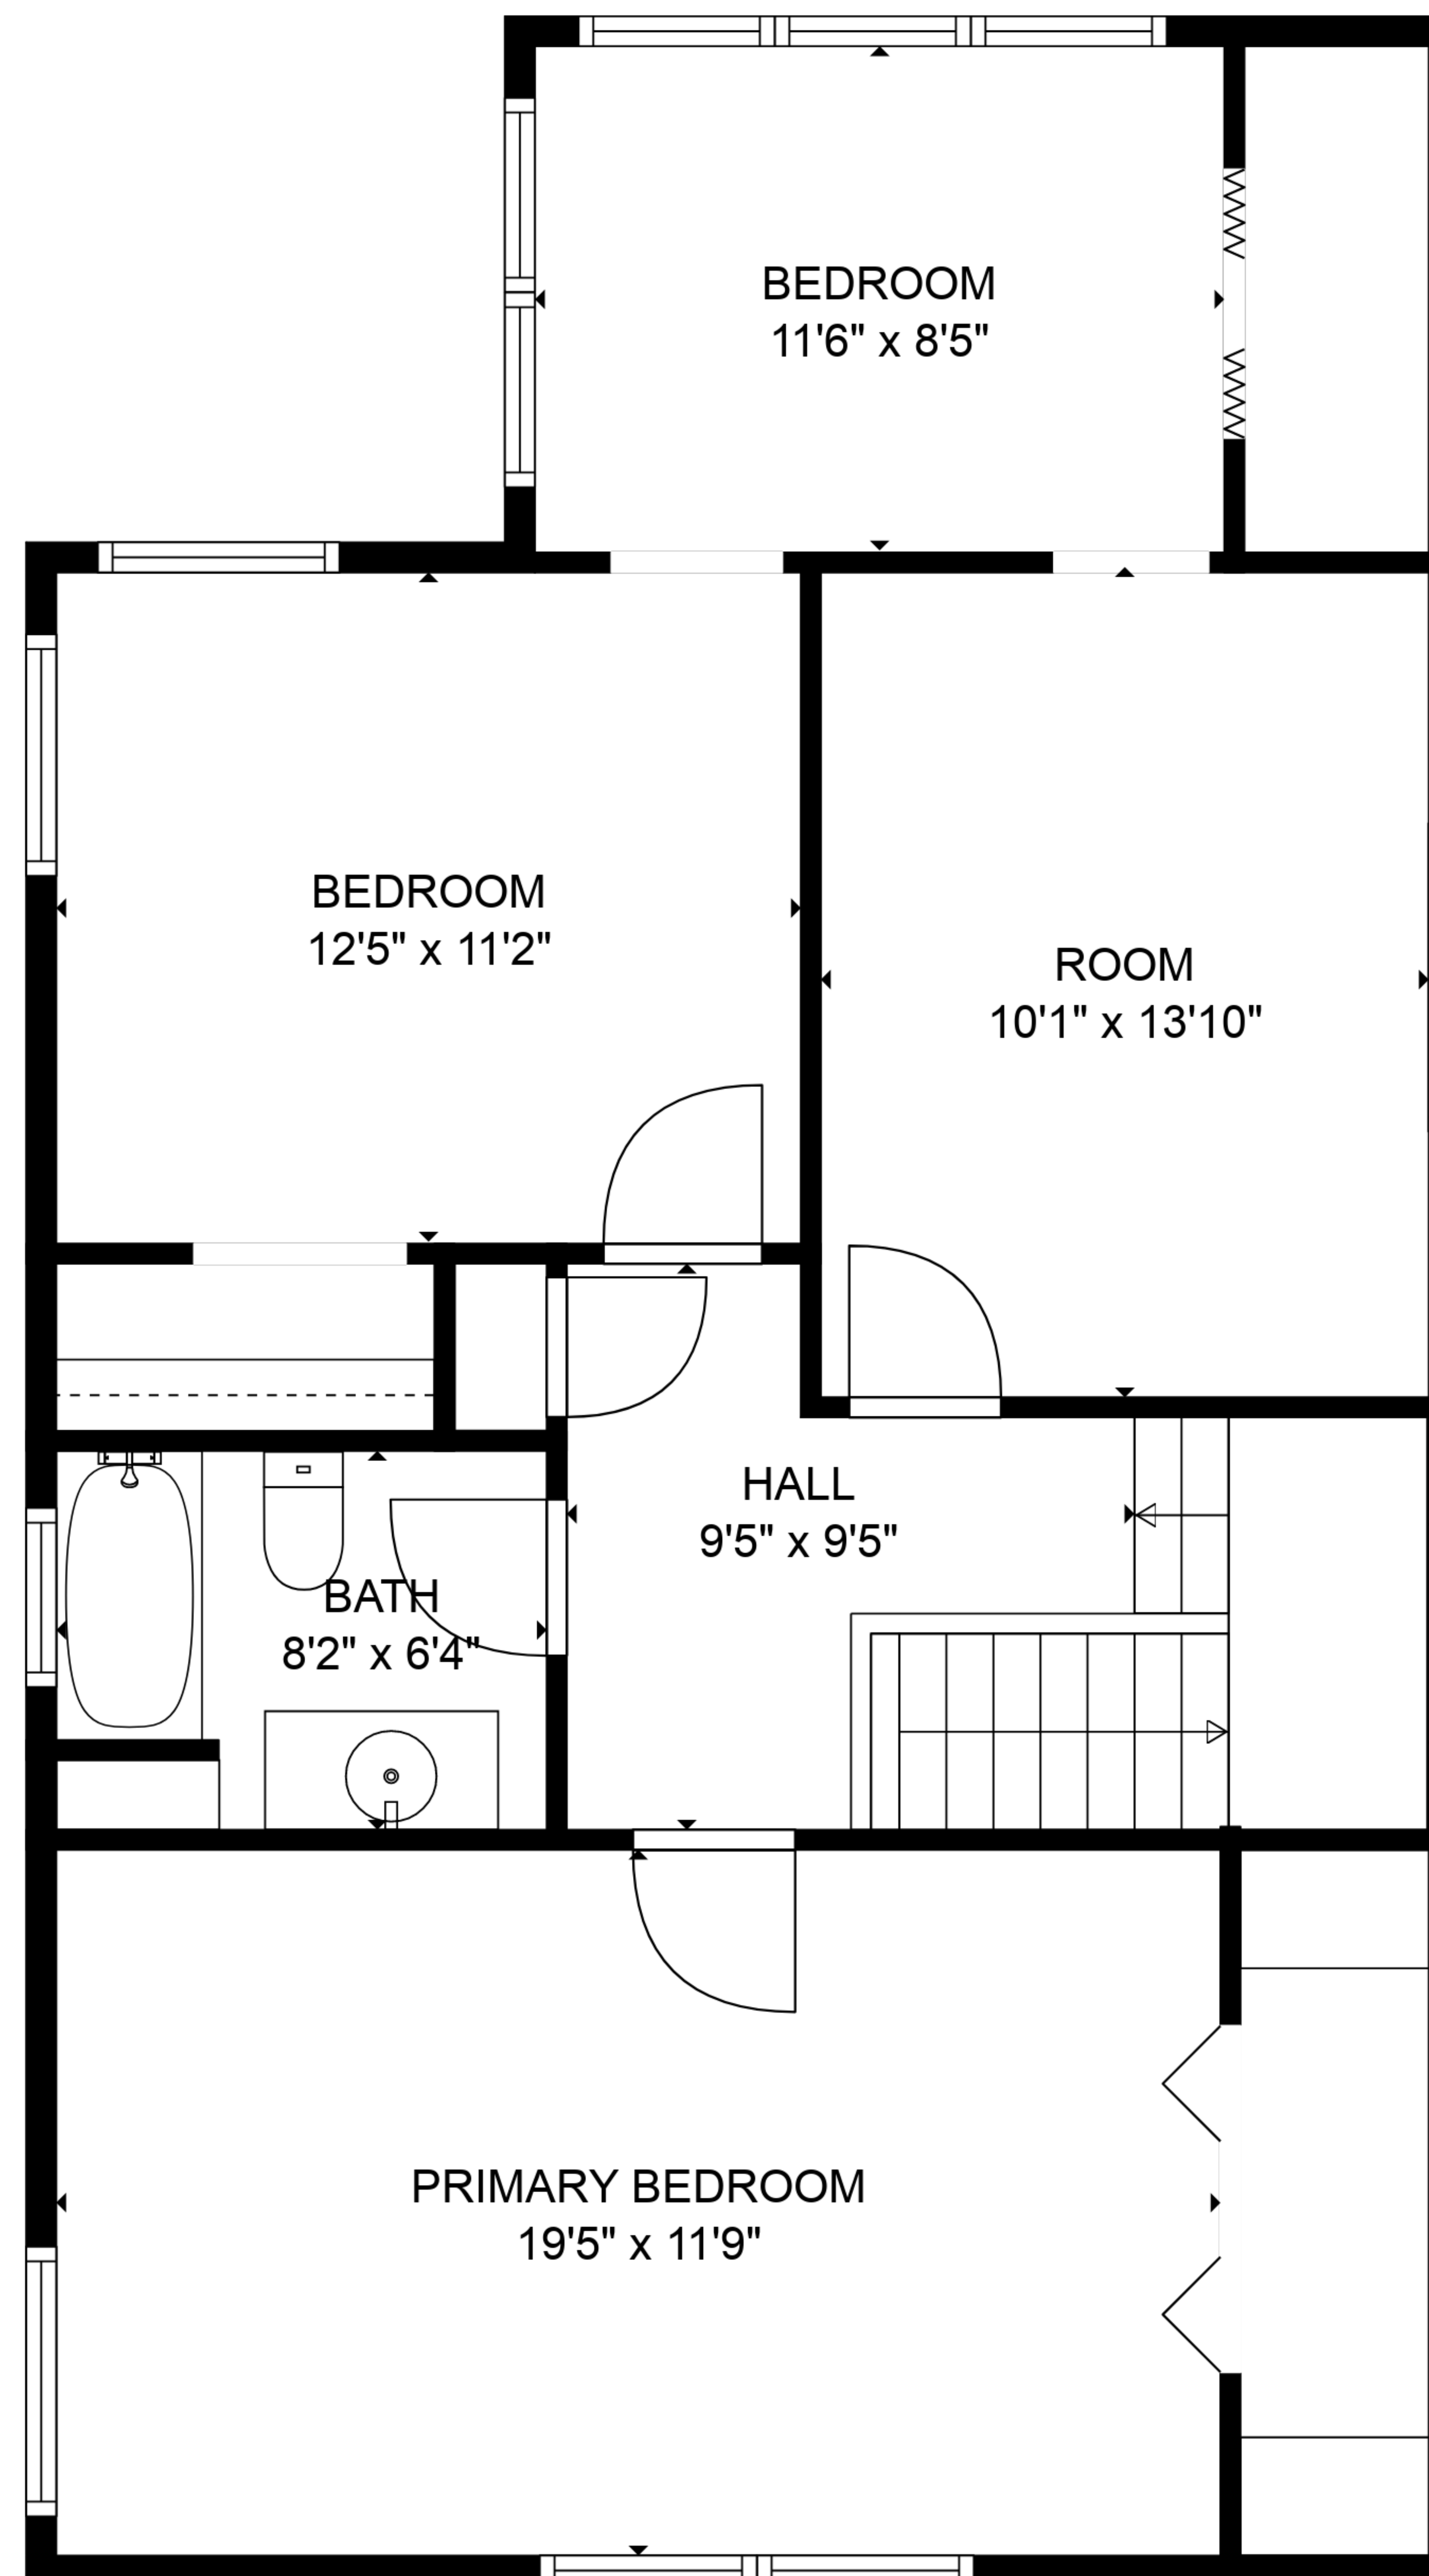 BEDROOM
11'6" x 8'5"
BEDROOM
12'5" x 11'2"
ROOM
10'1" x 13'10"
HALL
9'5" x 9'5"
BATH
8'2" x 6'4"
PRIMARY BEDROOM
19'5" x 11'9"